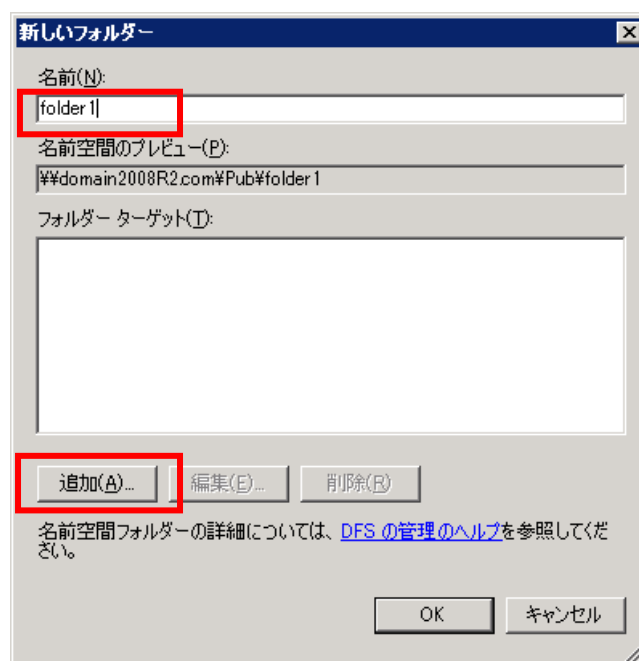 新しいフォルダー
名前(N):
folder1
名前空間のプレビュー(P):
¥¥domain2008R2.com¥Pub¥folder1
フォルダー ターゲット(T):
追加(A)... 編集(E)... 削除(R)
名前空間フォルダーの詳細については、DFS の管理のヘルプを参照してくだ
さい。
OK キャンセル